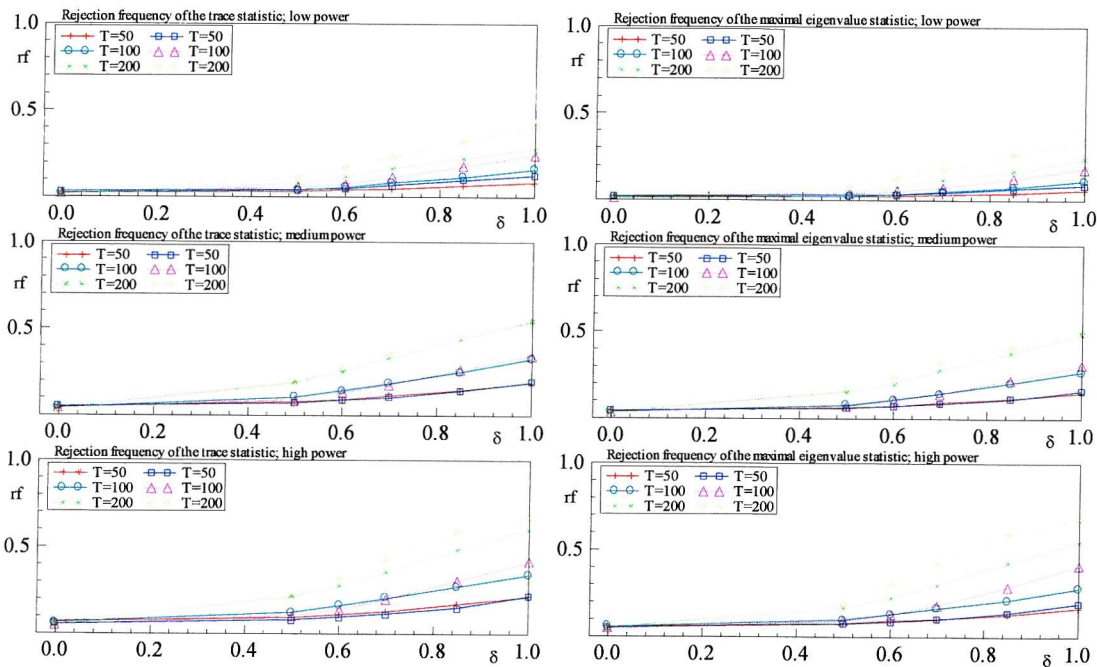 Rejection frequency of the trace statistic; low power
1.0
rf
T=50 T=50
T=100 T=100
T=200 T=200
0.5
0.0 0.2 0.4 0.6 0.8 δ 1.0
Rejection frequency of the maximal eigenvalue statistic; low power
1.0
rf
T=50 T=50
T=100 T=100
T=200 T=200
0.5
0.0 0.2 0.4 0.6 0.8 δ 1.0
Rejection frequency of the trace statistic; medium power
1.0
rf
T=50 T=50
T=100 T=100
T=200 T=200
0.5
0.0 0.2 0.4 0.6 0.8 δ 1.0
Rejection frequency of the maximal eigenvalue statistic; medium power
1.0
rf
T=50 T=50
T=100 T=100
T=200 T=200
0.5
0.0 0.2 0.4 0.6 0.8 δ 1.0
Rejection frequency of the trace statistic; high power
1.0
rf
T=50 T=50
T=100 T=100
T=200 T=200
0.5
0.0 0.2 0.4 0.6 0.8 δ 1.0
Rejection frequency of the maximal eigenvalue statistic; high power
1.0
rf
T=50 T=50
T=100 T=100
T=200 T=200
0.5
0.0 0.2 0.4 0.6 0.8 δ 1.0